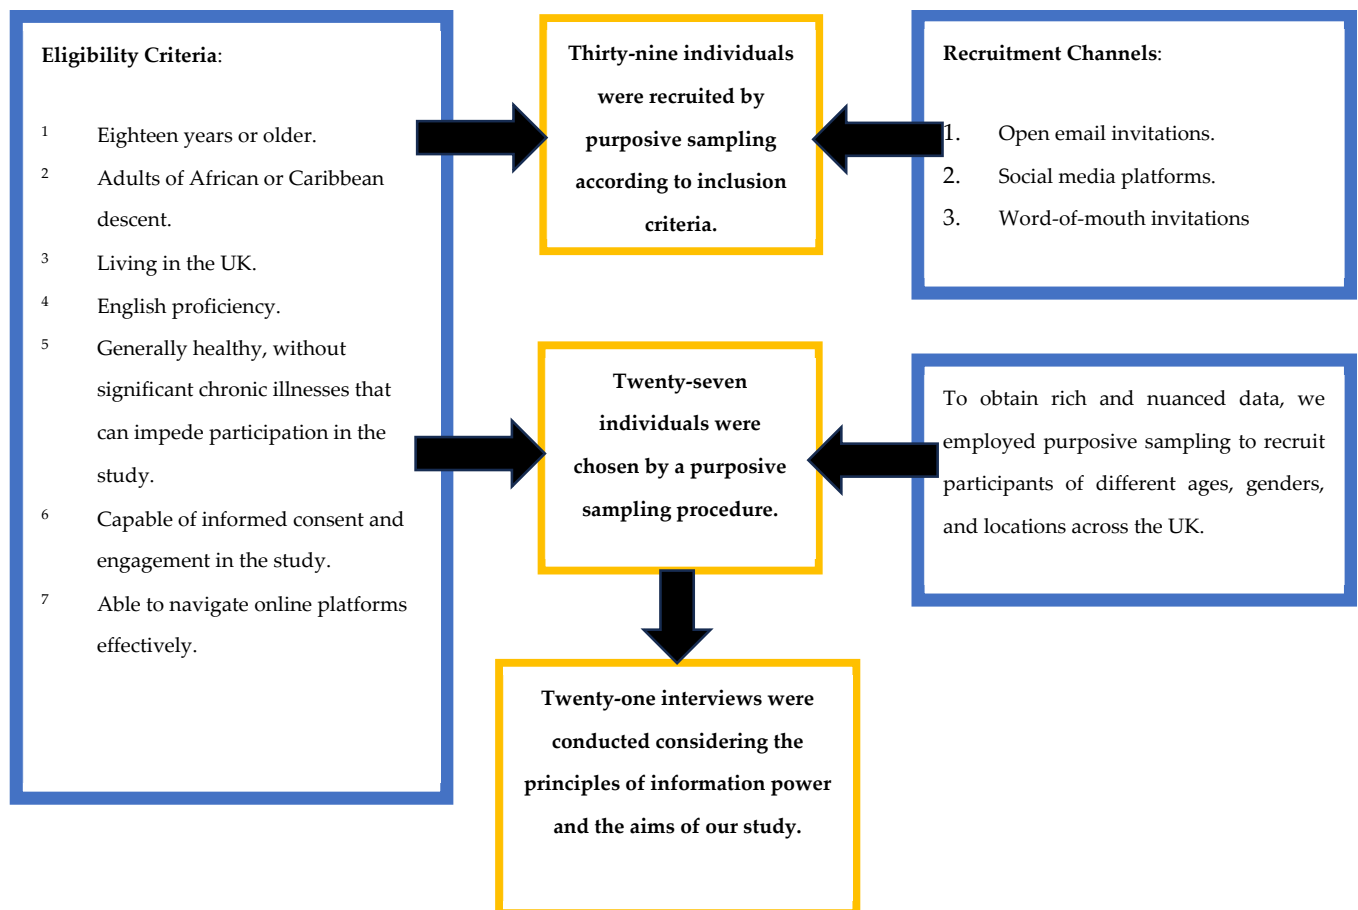 Eligibility Criteria:
1 Eighteen years or older.
2 Adults of African or Caribbean
descent.
3 Living in the UK.
4 English proficiency.
5 Generally healthy, without
significant chronic illnesses that
can impede participation in the
study.
6 Capable of informed consent and
engagement in the study.
7 Able to navigate online platforms
effectively.
Thirty-nine individuals
were recruited by
purposive sampling
according to inclusion
criteria.
Recruitment Channels:
1. Open email invitations.
2. Social media platforms.
3. Word-of-mouth invitations
Twenty-seven
individuals were
chosen by a purposive
sampling procedure.
To obtain rich and nuanced data, we
employed purposive sampling to recruit
participants of different ages, genders,
and locations across the UK.
Twenty-one interviews were
conducted considering the
principles of information power
and the aims of our study.